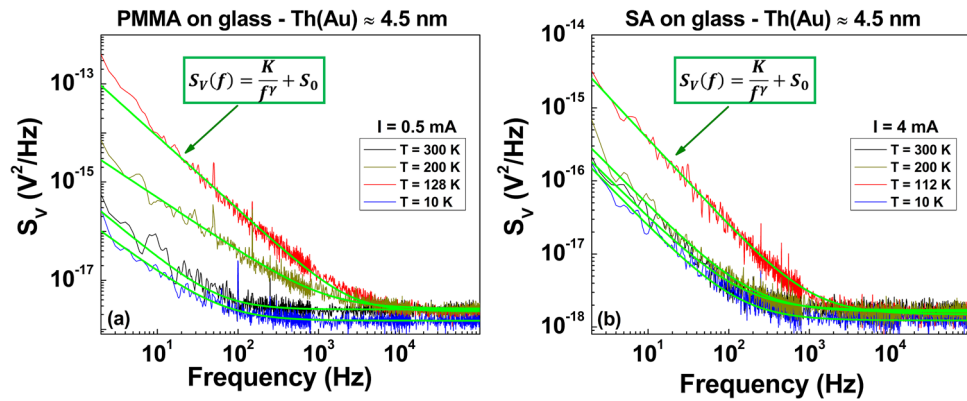 PMMA on glass - Th(Au) ≈ 4.5 nm
S_V(f) = K/f^γ + S_0
I = 0.5 mA
T = 300 K
T = 200 K
T = 128 K
T = 10 K
S_V (V^2/Hz)
10^-13
10^-15
10^-17
(a)
10^1 10^2 10^3 10^4
Frequency (Hz)
SA on glass - Th(Au) ≈ 4.5 nm
S_V(f) = K/f^γ + S_0
I = 4 mA
T = 300 K
T = 200 K
T = 112 K
T = 10 K
S_V (V^2/Hz)
10^-14
10^-15
10^-16
10^-17
10^-18
(b)
10^1 10^2 10^3 10^4
Frequency (Hz)